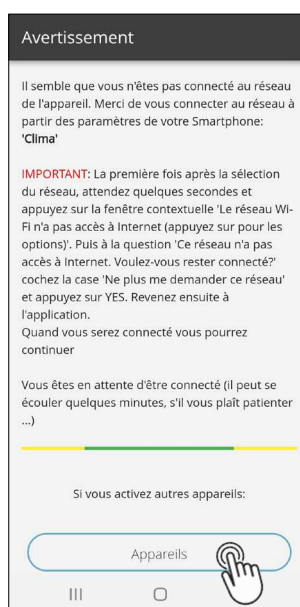 Avertissement
Il semble que vous n'êtes pas connecté au réseau
de l'appareil. Merci de vous connecter au réseau à
partir des paramètres de votre Smartphone:
'Clima'
IMPORTANT: La première fois après la sélection
du réseau, attendez quelques secondes et
appuyez sur la fenêtre contextuelle 'Le réseau Wi-
Fi n'a pas accès à Internet (appuyez sur pour les
options)'. Puis à la question 'Ce réseau n'a pas
accès à Internet. Voulez-vous rester connecté?'
cochez la case 'Ne plus me demander ce réseau'
et appuyez sur YES. Revenez ensuite à
l'application.
Quand vous serez connecté vous pourrez
continuer
Vous êtes en attente d'être connecté (il peut se
écouler quelques minutes, s'il vous plaît patienter
...)
Si vous activez autres appareils:
Appareils